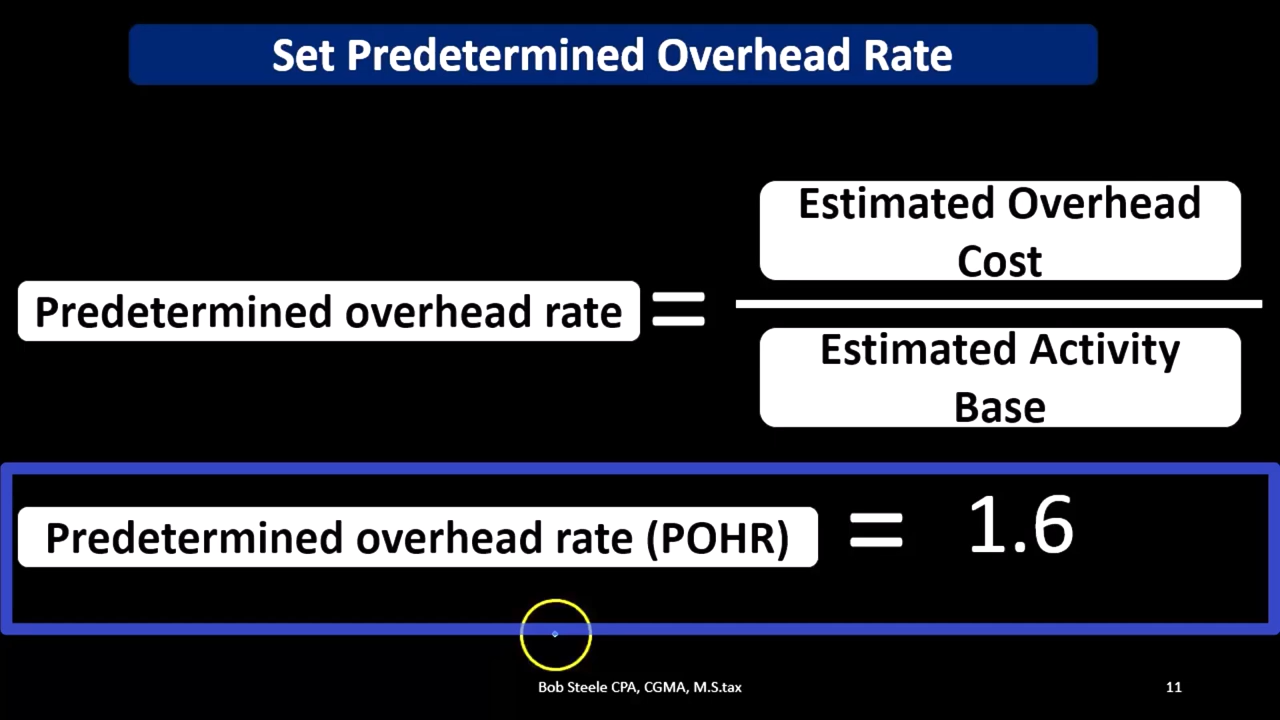 Set Predetermined Overhead Rate
Estimated Overhead
Cost
Predetermined overhead rate =
Estimated Activity
Base
Predetermined overhead rate (POHR) = 1.6
Bob Steele CPA, CGMA, M.S.tax
11